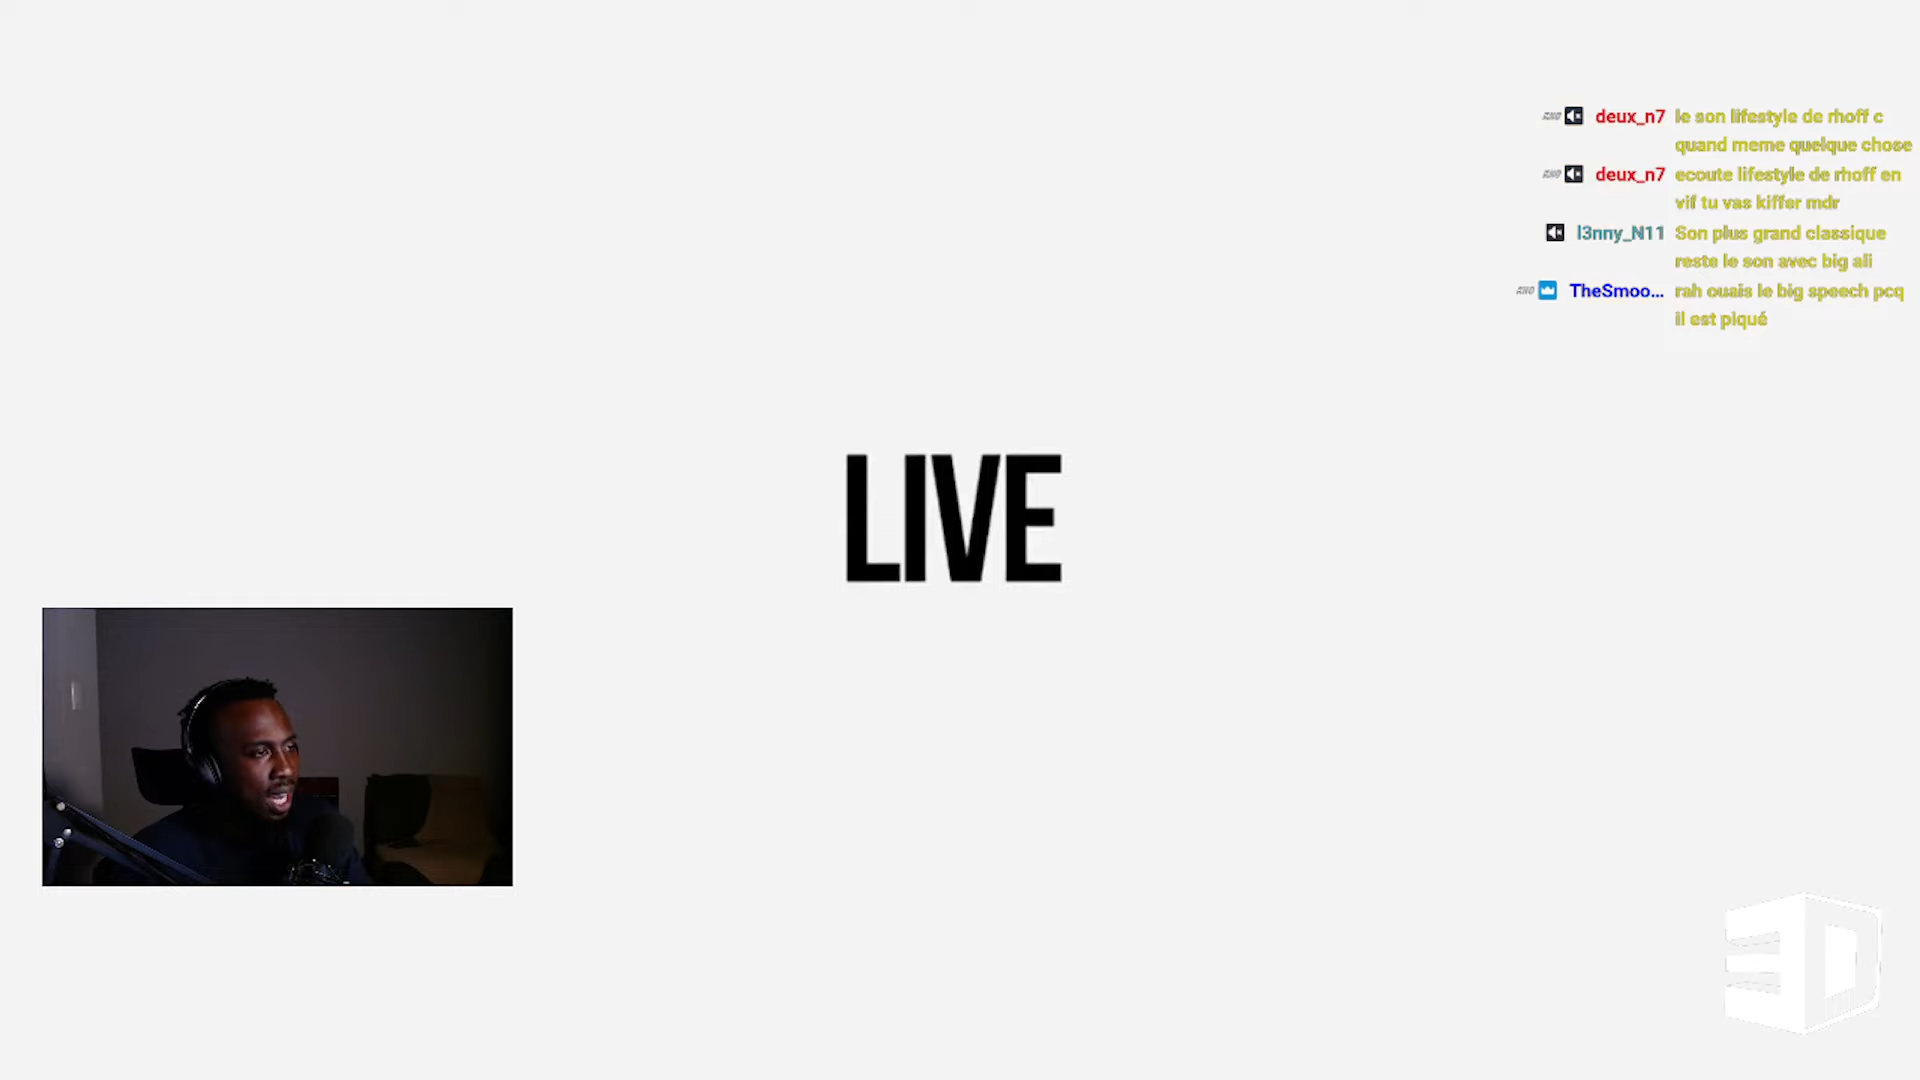 deux_n7 le son lifestyle de rhoff c
quand meme quelque chose
deux_n7 ecoute lifestyle de rhoff en
vif tu vas kiffer mdr
l3nny_N11 Son plus grand classique
reste le son avec big ali
TheSmoo... rah ouais le big speech pcq
il est piqué
LIVE
3D